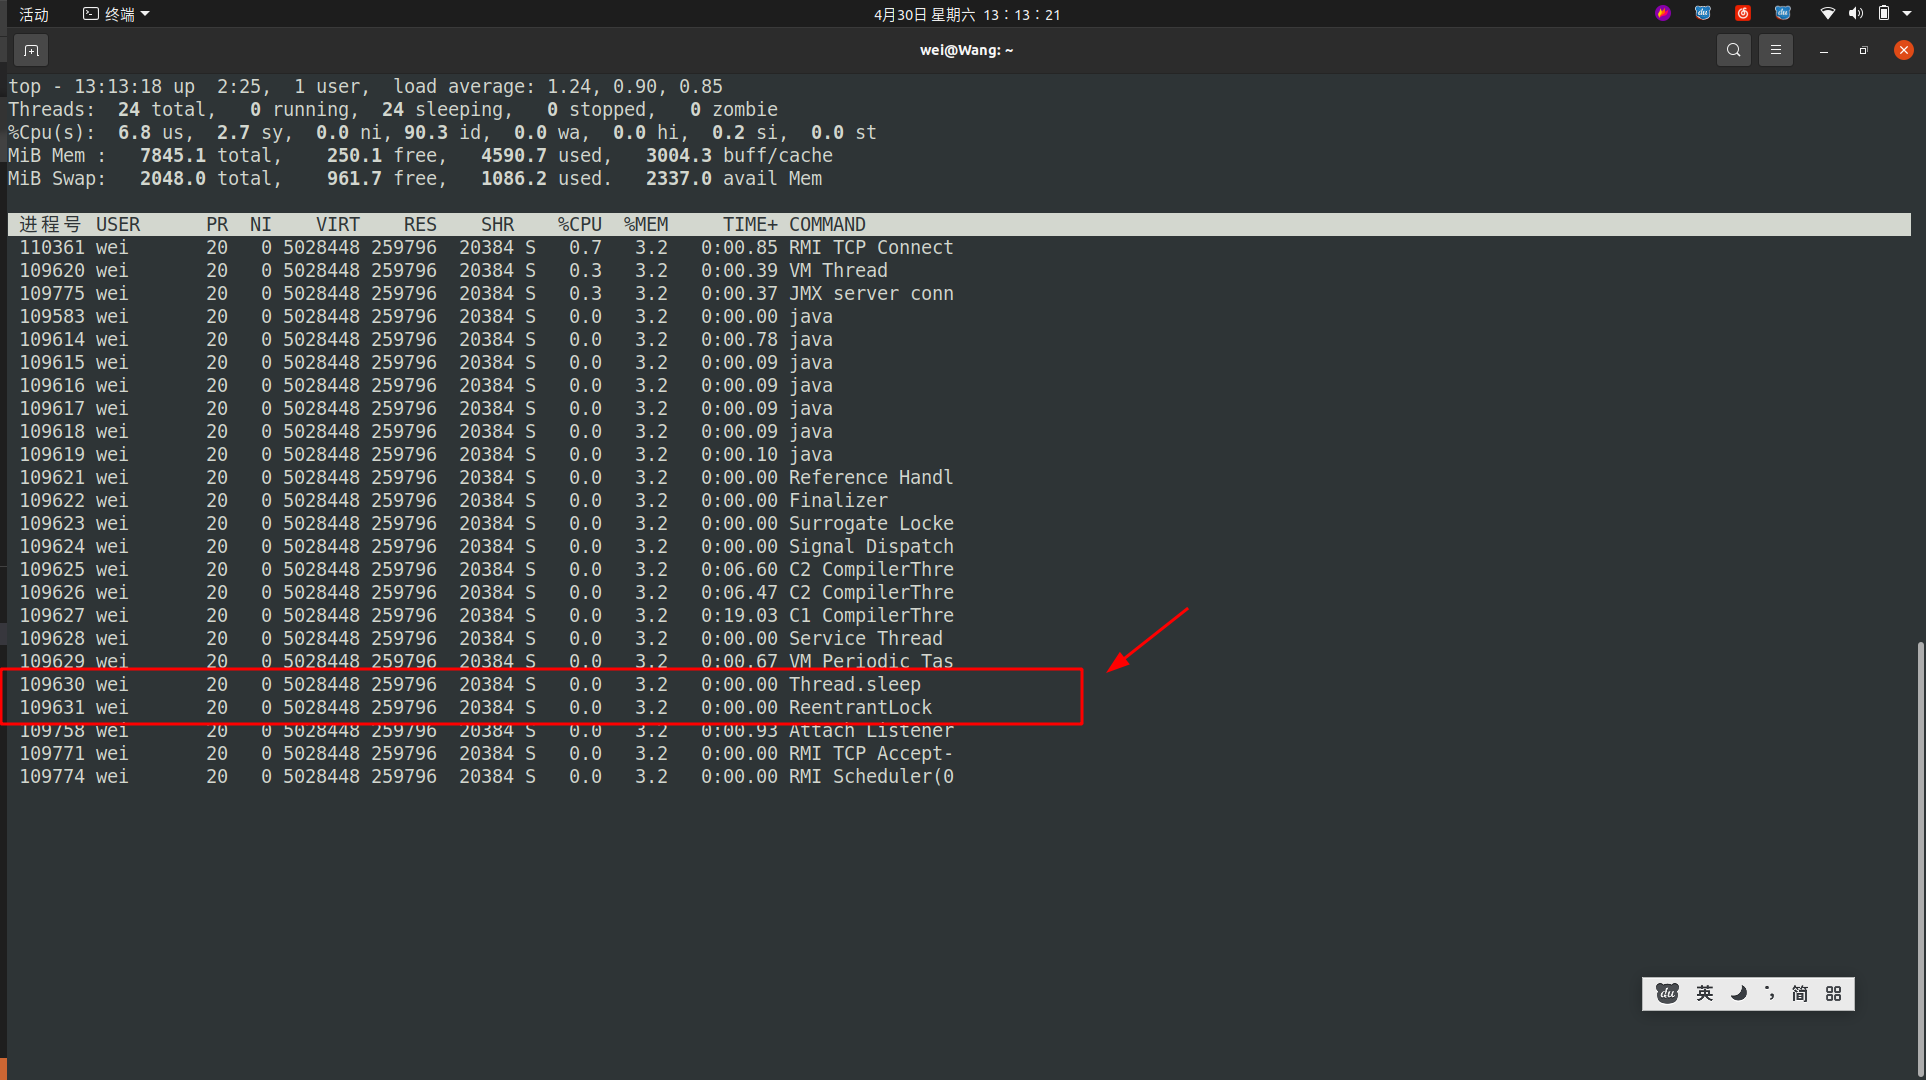 活动 终端 4月30日 星期六 13：13：21
wei@Wang: ~
top - 13:13:18 up  2:25,  1 user,  load average: 1.24, 0.90, 0.85
Threads:  24 total,   0 running,  24 sleeping,   0 stopped,   0 zombie
%Cpu(s):  6.8 us,  2.7 sy,  0.0 ni, 90.3 id,  0.0 wa,  0.0 hi,  0.2 si,  0.0 st
MiB Mem :   7845.1 total,    250.1 free,   4590.7 used,   3004.3 buff/cache
MiB Swap:   2048.0 total,    961.7 free,   1086.2 used.   2337.0 avail Mem
进程号 USER      PR  NI    VIRT    RES    SHR    %CPU  %MEM     TIME+ COMMAND
110361 wei       20   0 5028448 259796  20384 S   0.7   3.2   0:00.85 RMI TCP Connect
109620 wei       20   0 5028448 259796  20384 S   0.3   3.2   0:00.39 VM Thread
109775 wei       20   0 5028448 259796  20384 S   0.3   3.2   0:00.37 JMX server conn
109583 wei       20   0 5028448 259796  20384 S   0.0   3.2   0:00.00 java
109614 wei       20   0 5028448 259796  20384 S   0.0   3.2   0:00.78 java
109615 wei       20   0 5028448 259796  20384 S   0.0   3.2   0:00.09 java
109616 wei       20   0 5028448 259796  20384 S   0.0   3.2   0:00.09 java
109617 wei       20   0 5028448 259796  20384 S   0.0   3.2   0:00.09 java
109618 wei       20   0 5028448 259796  20384 S   0.0   3.2   0:00.09 java
109619 wei       20   0 5028448 259796  20384 S   0.0   3.2   0:00.10 java
109621 wei       20   0 5028448 259796  20384 S   0.0   3.2   0:00.00 Reference Handl
109622 wei       20   0 5028448 259796  20384 S   0.0   3.2   0:00.00 Finalizer
109623 wei       20   0 5028448 259796  20384 S   0.0   3.2   0:00.00 Surrogate Locke
109624 wei       20   0 5028448 259796  20384 S   0.0   3.2   0:00.00 Signal Dispatch
109625 wei       20   0 5028448 259796  20384 S   0.0   3.2   0:06.60 C2 CompilerThre
109626 wei       20   0 5028448 259796  20384 S   0.0   3.2   0:06.47 C2 CompilerThre
109627 wei       20   0 5028448 259796  20384 S   0.0   3.2   0:19.03 C1 CompilerThre
109628 wei       20   0 5028448 259796  20384 S   0.0   3.2   0:00.00 Service Thread
109629 wei       20   0 5028448 259796  20384 S   0.0   3.2   0:00.67 VM Periodic Tas
109630 wei       20   0 5028448 259796  20384 S   0.0   3.2   0:00.00 Thread.sleep
109631 wei       20   0 5028448 259796  20384 S   0.0   3.2   0:00.00 ReentrantLock
109758 wei       20   0 5028448 259796  20384 S   0.0   3.2   0:00.93 Attach Listener
109771 wei       20   0 5028448 259796  20384 S   0.0   3.2   0:00.00 RMI TCP Accept-
109774 wei       20   0 5028448 259796  20384 S   0.0   3.2   0:00.00 RMI Scheduler(0
du 英 简